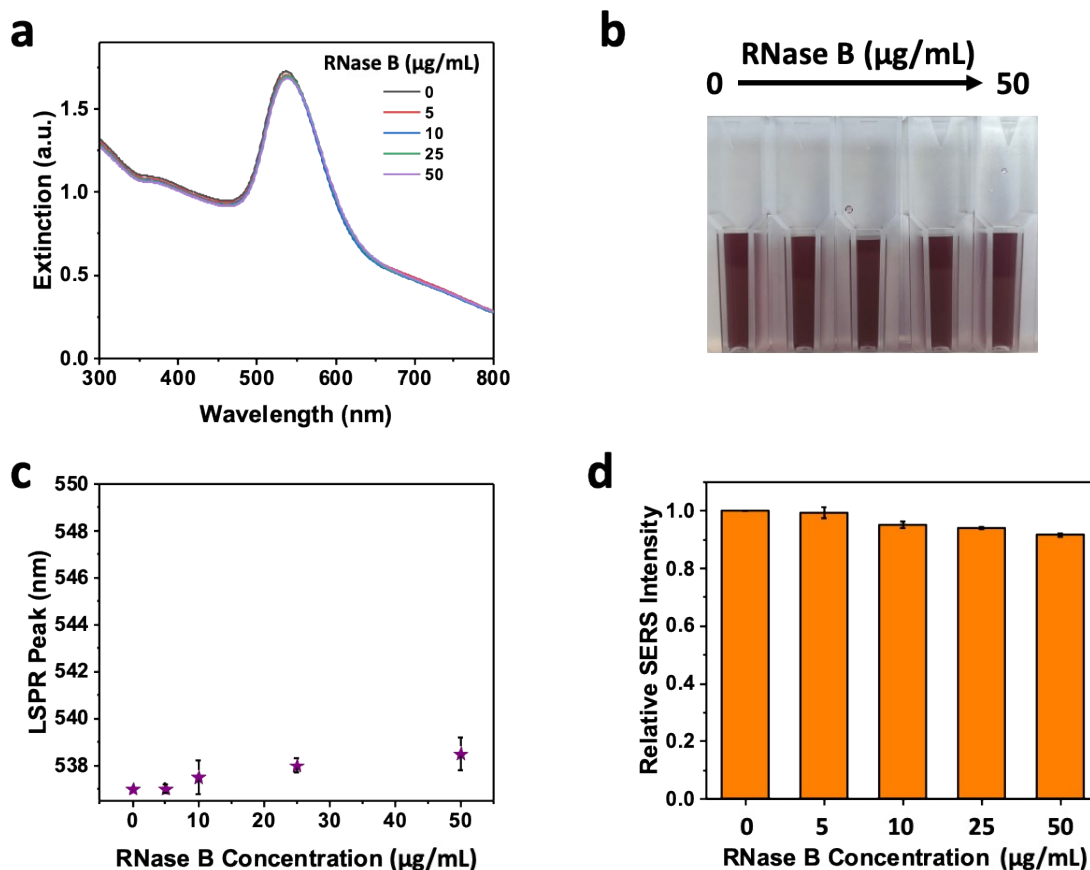 a
RNase B (µg/mL)
0
5
10
25
50
Extinction (a.u.)
1.5
1.0
0.5
0.0
300 400 500 600 700 800
Wavelength (nm)
b
RNase B (µg/mL)
0 50
c
LSPR Peak (nm)
550
548
546
544
542
540
538
0 10 20 30 40 50
RNase B Concentration (µg/mL)
d
Relative SERS Intensity
1.0
0.8
0.6
0.4
0.2
0.0
0 5 10 25 50
RNase B Concentration (µg/mL)